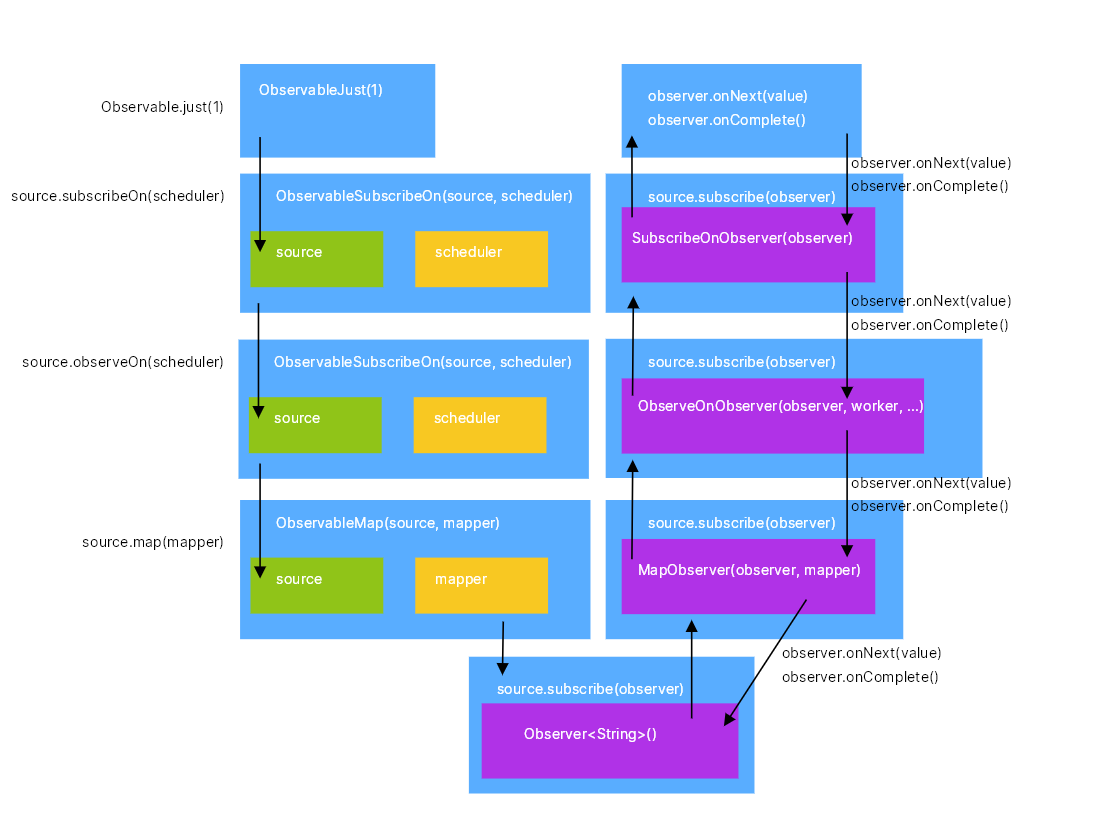 Observable.just(1)
ObservableJust(1)
observer.onNext(value)
observer.onComplete()
observer.onNext(value)
observer.onComplete()
source.subscribeOn(scheduler)
ObservableSubscribeOn(source, scheduler)
source
scheduler
source.subscribe(observer)
SubscribeOnObserver(observer)
observer.onNext(value)
observer.onComplete()
source.observeOn(scheduler)
ObservableSubscribeOn(source, scheduler)
source
scheduler
source.subscribe(observer)
ObserveOnObserver(observer, worker, ...)
observer.onNext(value)
observer.onComplete()
source.map(mapper)
ObservableMap(source, mapper)
source
mapper
source.subscribe(observer)
MapObserver(observer, mapper)
observer.onNext(value)
observer.onComplete()
source.subscribe(observer)
Observer<String>()